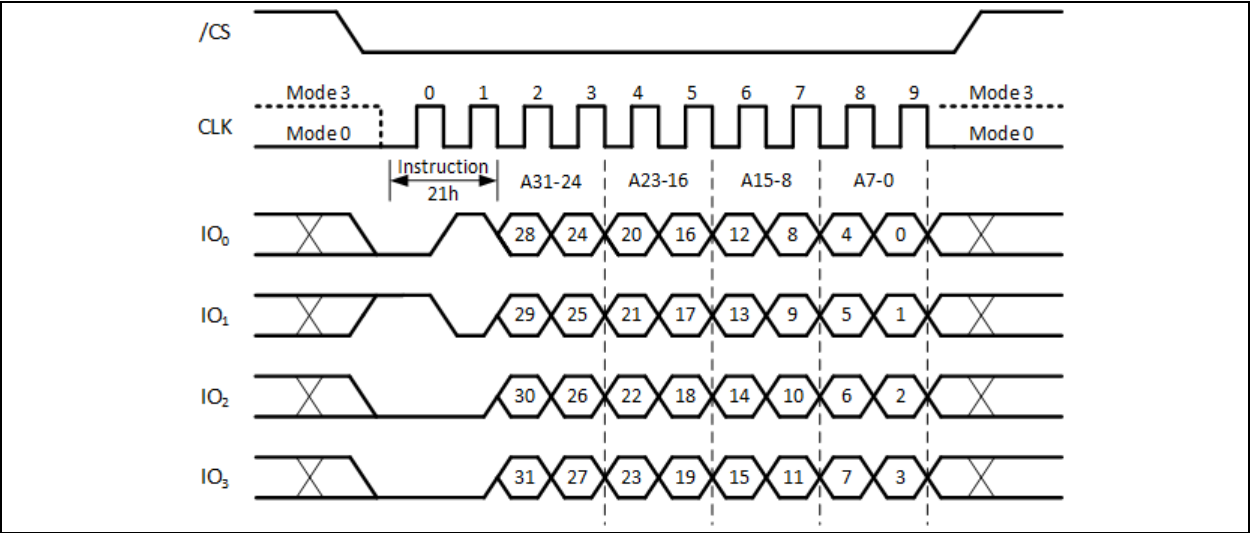 /CS
Mode 3 0 1 2 3 4 5 6 7 8 9 Mode 3
CLK
Mode 0 Mode 0
Instruction
21h
A31-24 A23-16 A15-8 A7-0
IO₀ 28 24 20 16 12 8 4 0
IO₁ 29 25 21 17 13 9 5 1
IO₂ 30 26 22 18 14 10 6 2
IO₃ 31 27 23 19 15 11 7 3